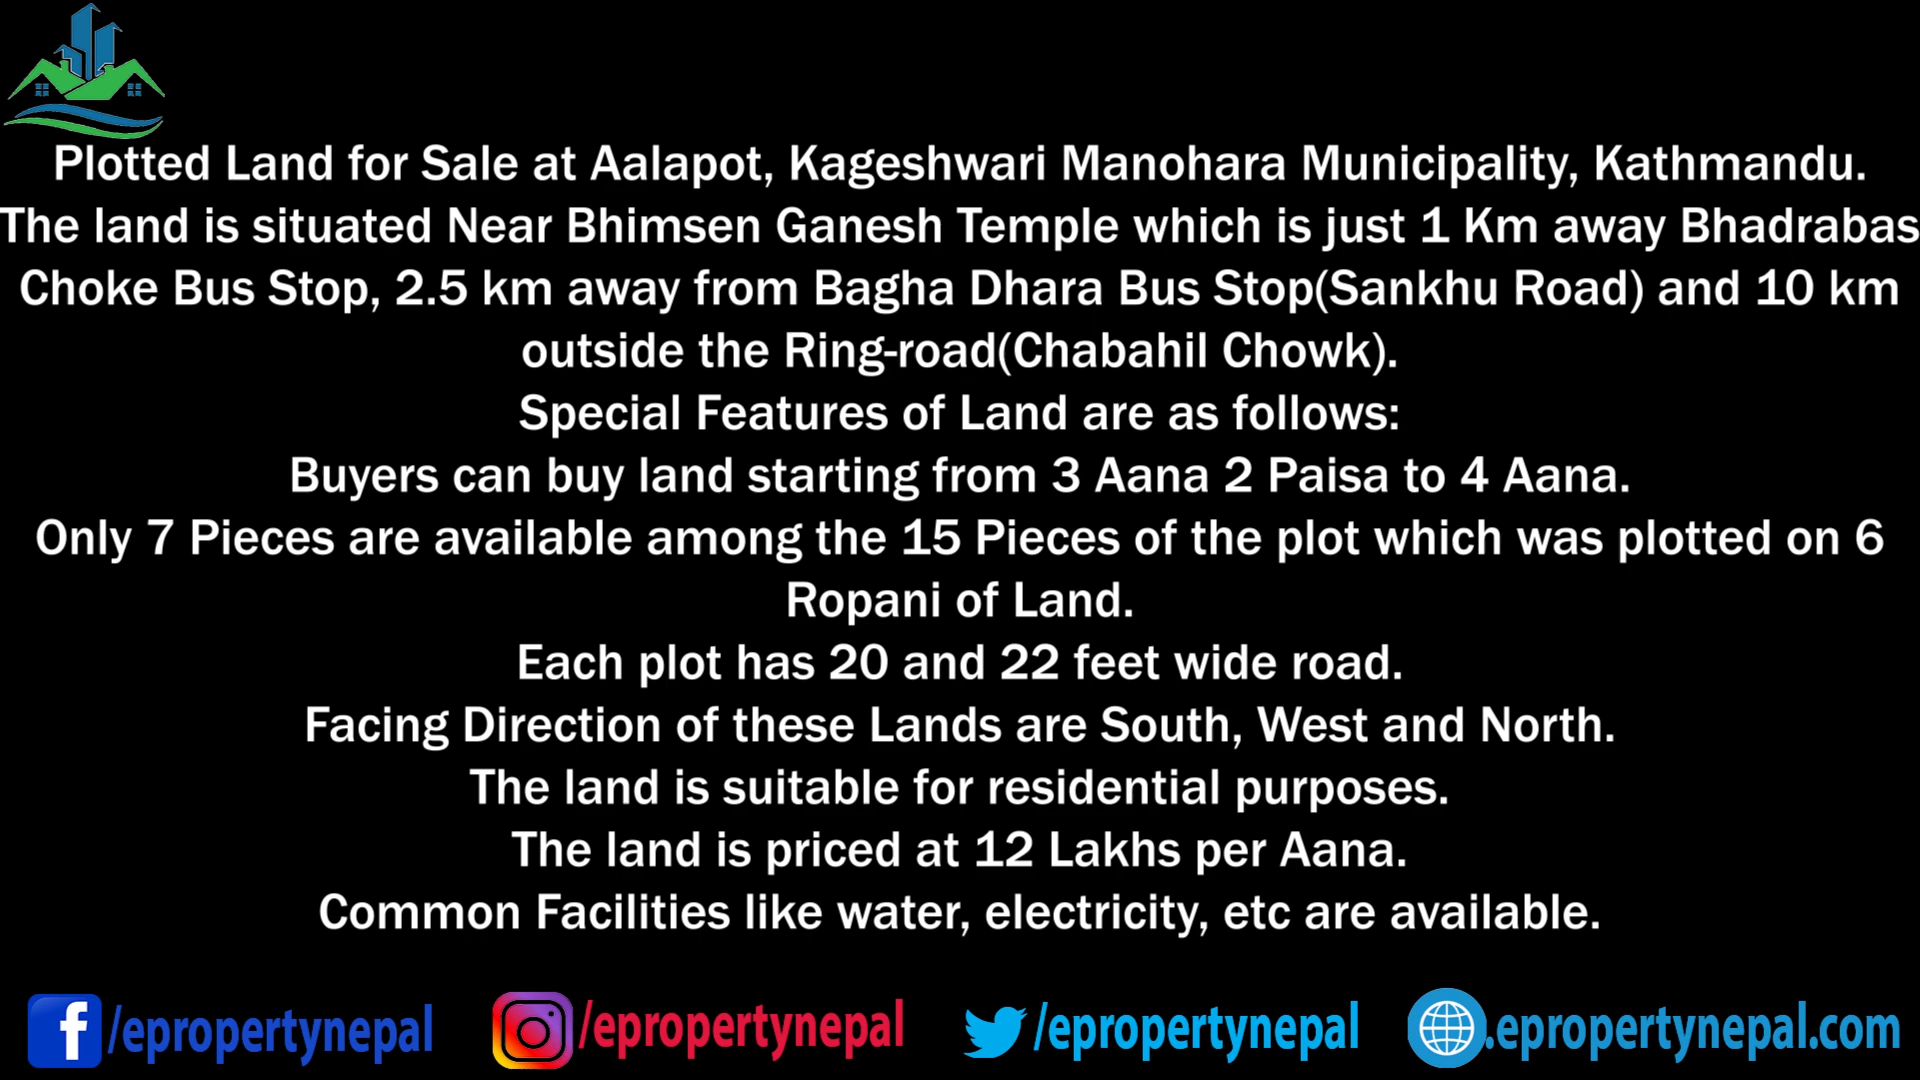 Plotted Land for Sale at Aalapot, Kageshwari Manohara Municipality, Kathmandu.
The land is situated Near Bhimsen Ganesh Temple which is just 1 Km away Bhadrabas
Choke Bus Stop, 2.5 km away from Bagha Dhara Bus Stop(Sankhu Road) and 10 km
outside the Ring-road(Chabahil Chowk).
Special Features of Land are as follows:
Buyers can buy land starting from 3 Aana 2 Paisa to 4 Aana.
Only 7 Pieces are available among the 15 Pieces of the plot which was plotted on 6
Ropani of Land.
Each plot has 20 and 22 feet wide road.
Facing Direction of these Lands are South, West and North.
The land is suitable for residential purposes.
The land is priced at 12 Lakhs per Aana.
Common Facilities like water, electricity, etc are available.
f/epropertynepal /epropertynepal /epropertynepal .epropertynepal.com